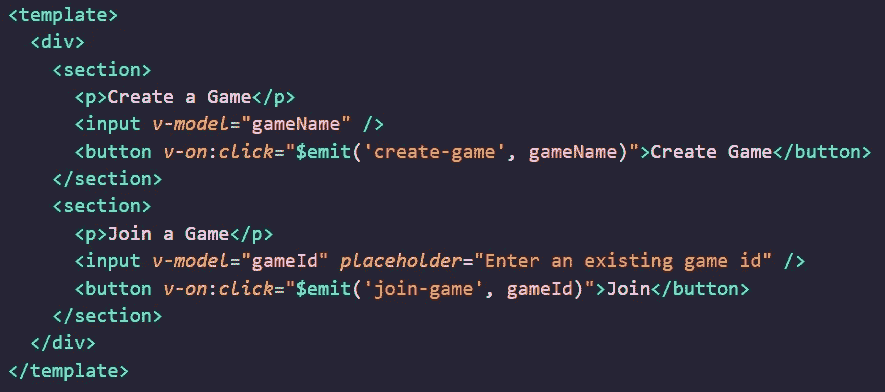 <template>
  <div>
    <section>
      <p>Create a Game</p>
      <input v-model="gameName" />
      <button v-on:click="$emit('create-game', gameName)">Create Game</button>
    </section>
    <section>
      <p>Join a Game</p>
      <input v-model="gameId" placeholder="Enter an existing game id" />
      <button v-on:click="$emit('join-game', gameId)">Join</button>
    </section>
  </div>
</template>